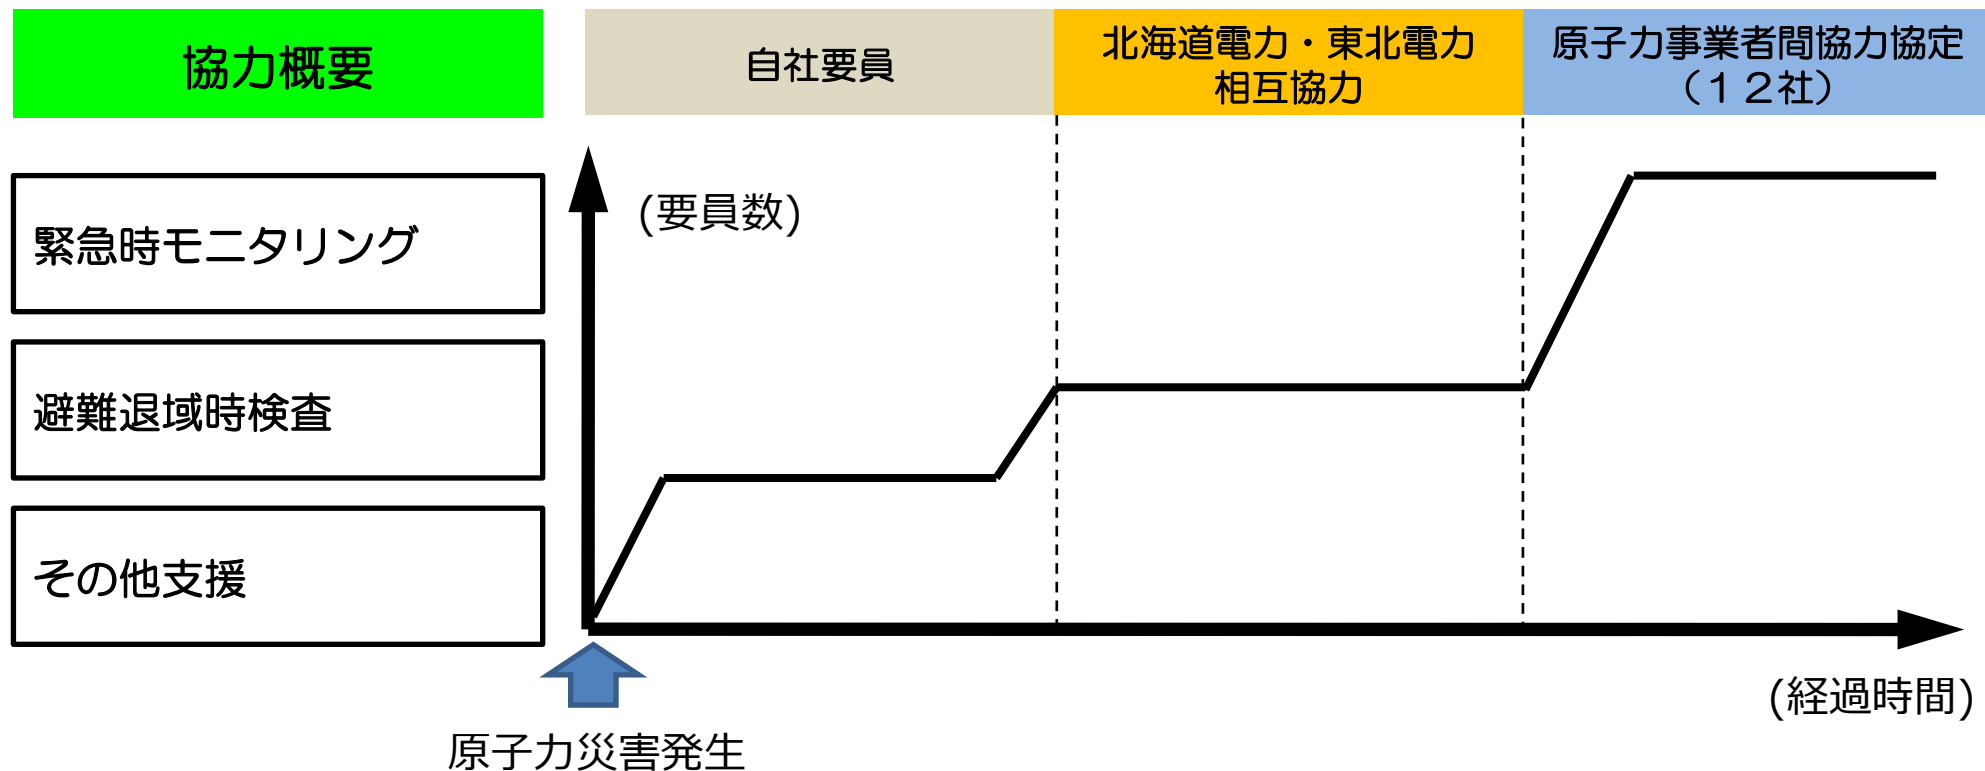 協力概要
自社要員
北海道電力・東北電力
相互協力
原子力事業者間協力協定
（１２社）
緊急時モニタリング
避難退域時検査
その他支援
(要員数)
(経過時間)
原子力災害発生